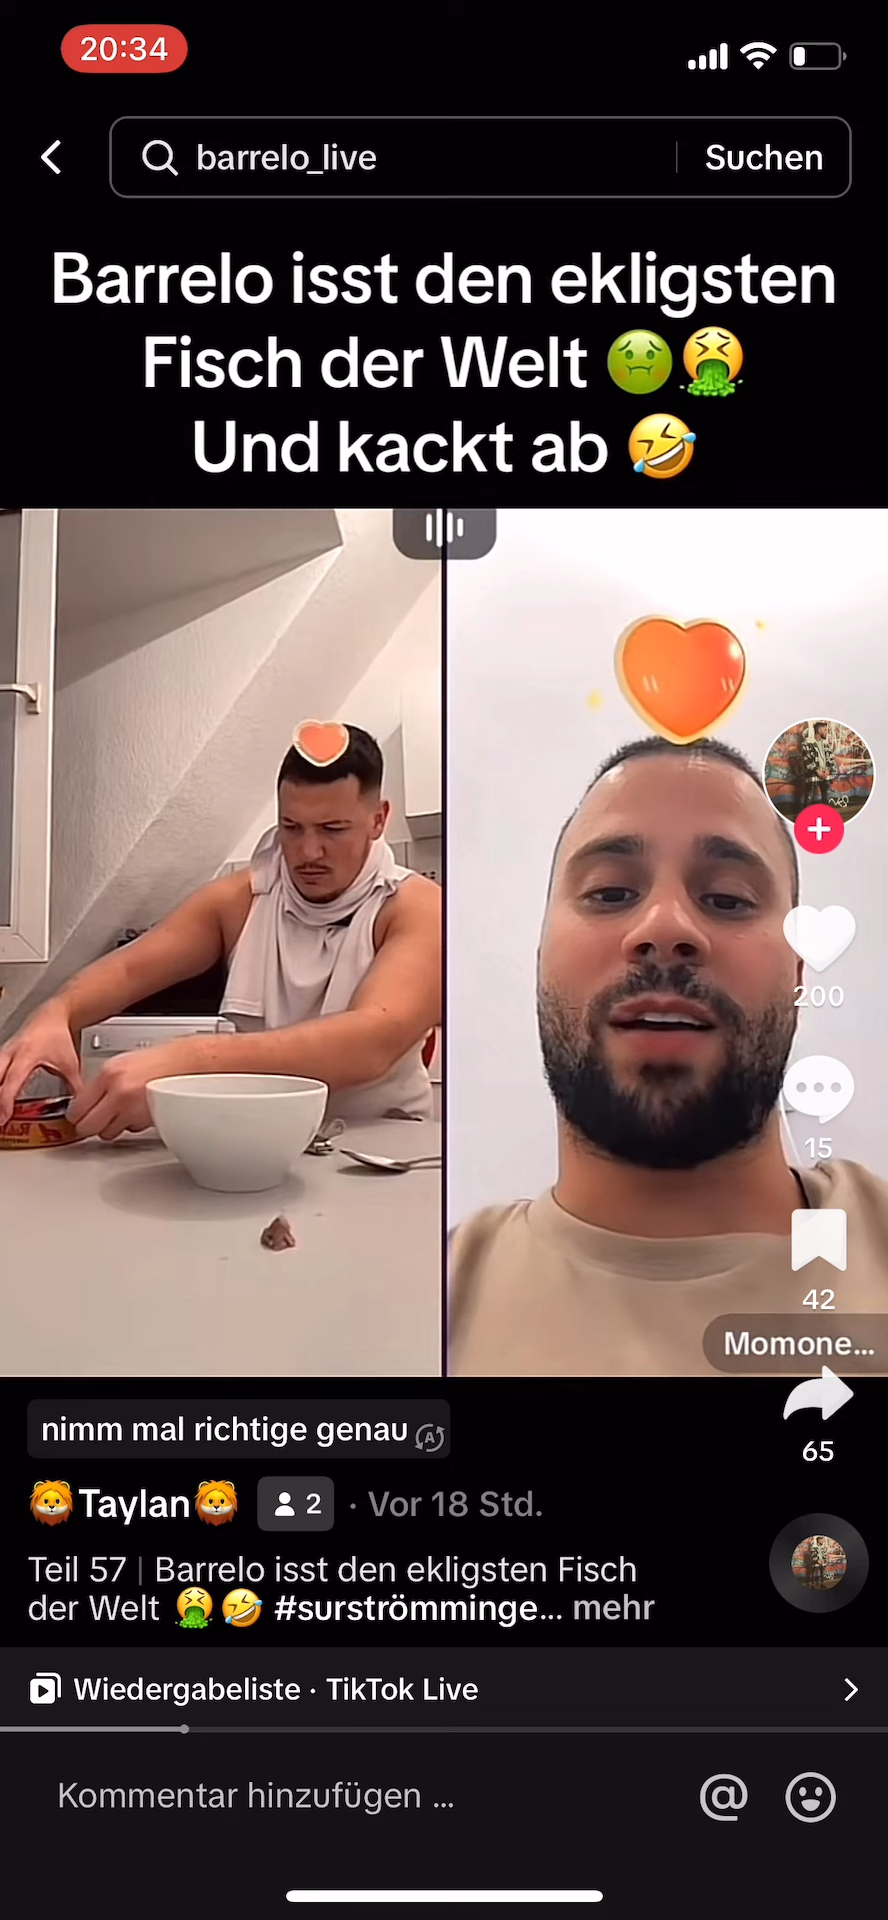 20:34
barrelo_live
Suchen
Barrelo isst den ekligsten
Fisch der Welt 🤢🤮
Und kackt ab 🤣
200
15
42
Momone...
65
nimm mal richtige genau
🦁Taylan🦁 2 · Vor 18 Std.
Teil 57 | Barrelo isst den ekligsten Fisch
der Welt 🤮🤣 #surströmminge... mehr
Wiedergabeliste · TikTok Live
Kommentar hinzufügen ...
@